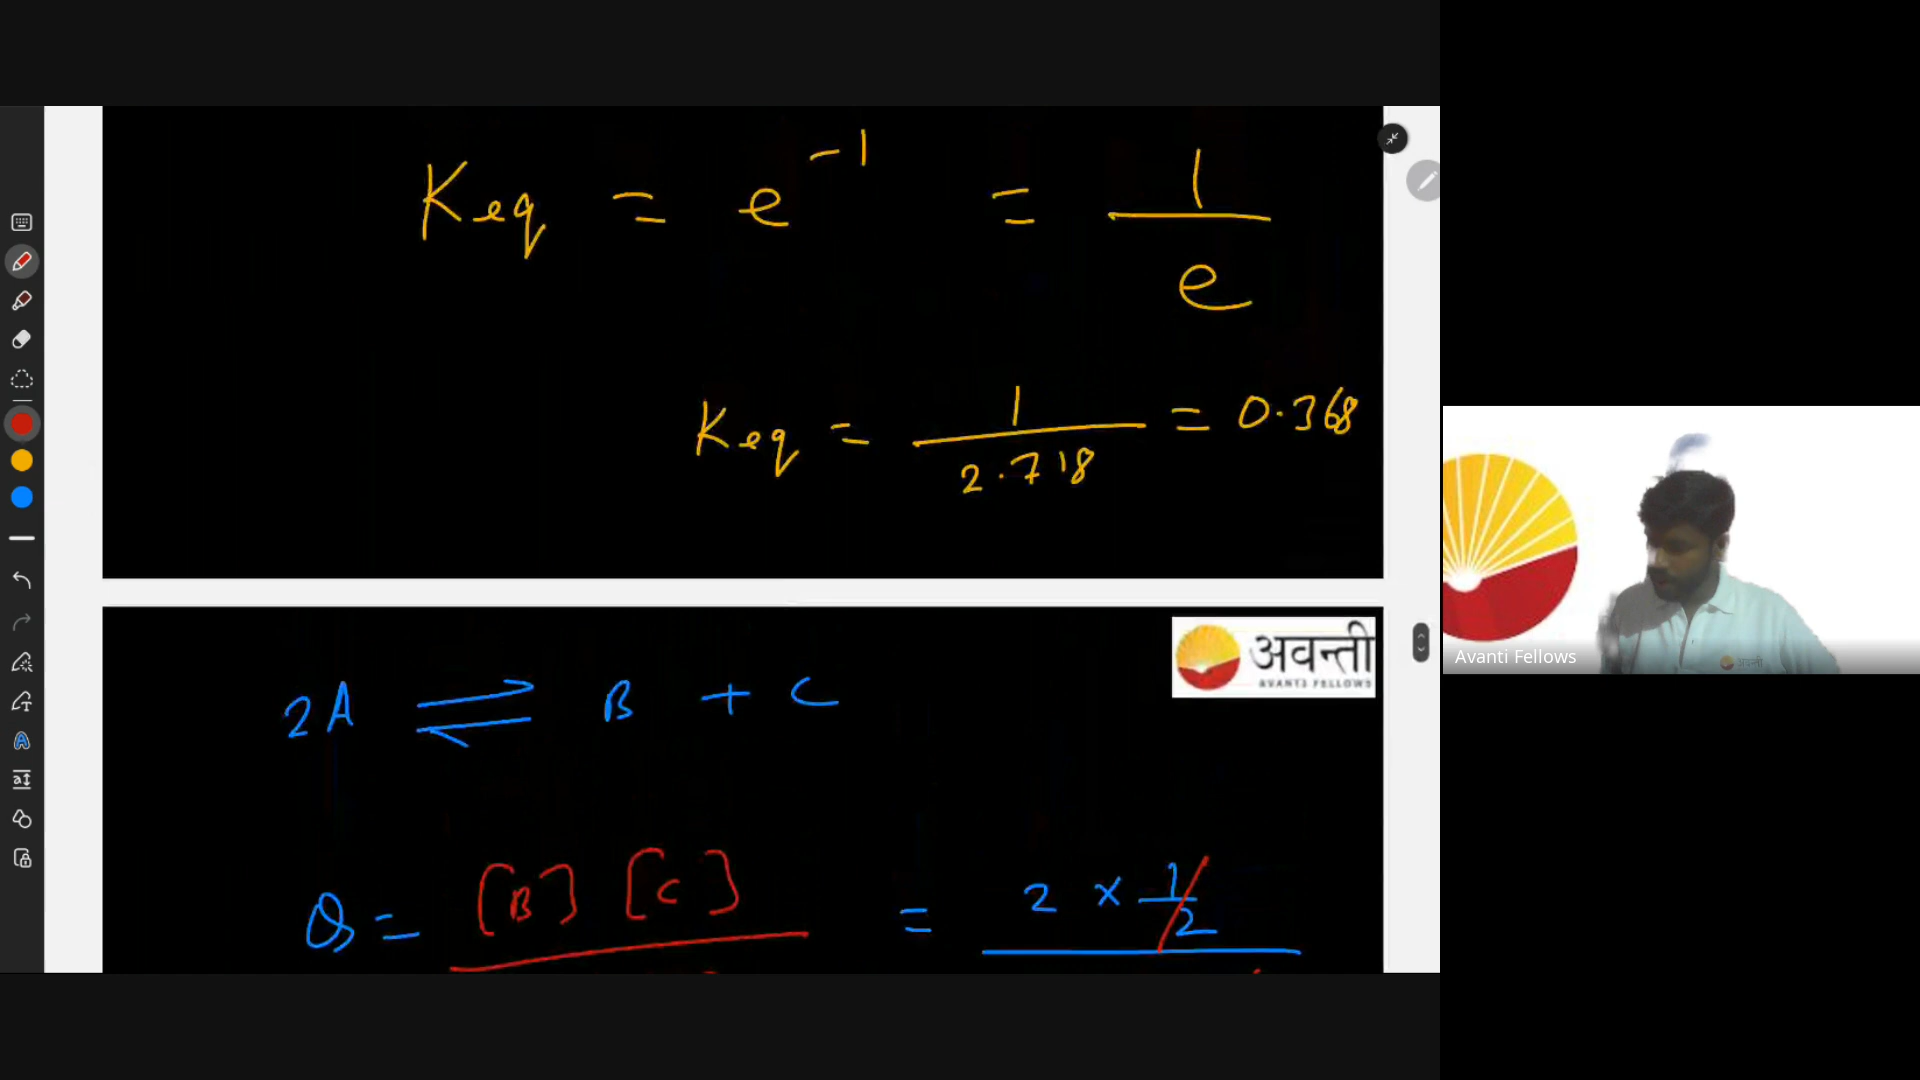 Keq = e⁻¹ = 1/e
Keq = 1/2.718 = 0.368
अवन्ती
AVANTI FELLOWS
2A ⇌ B + C
Q = [B] [C] = 2 × 1/2
Avanti Fellows